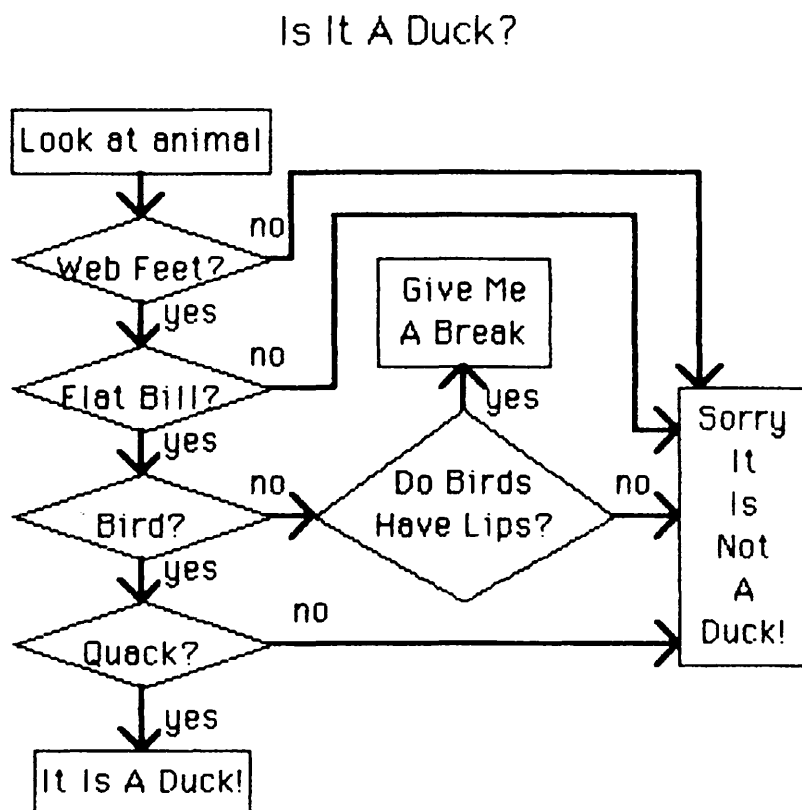 Is It A Duck?
Look at animal
no
Web Feet?
yes
no
Flat Bill?
yes
Give Me
A Break
yes
no
Bird?
yes
Do Birds
Have Lips?
no
no
Quack?
yes
It Is A Duck!
Sorry
It
Is
Not
A
Duck!